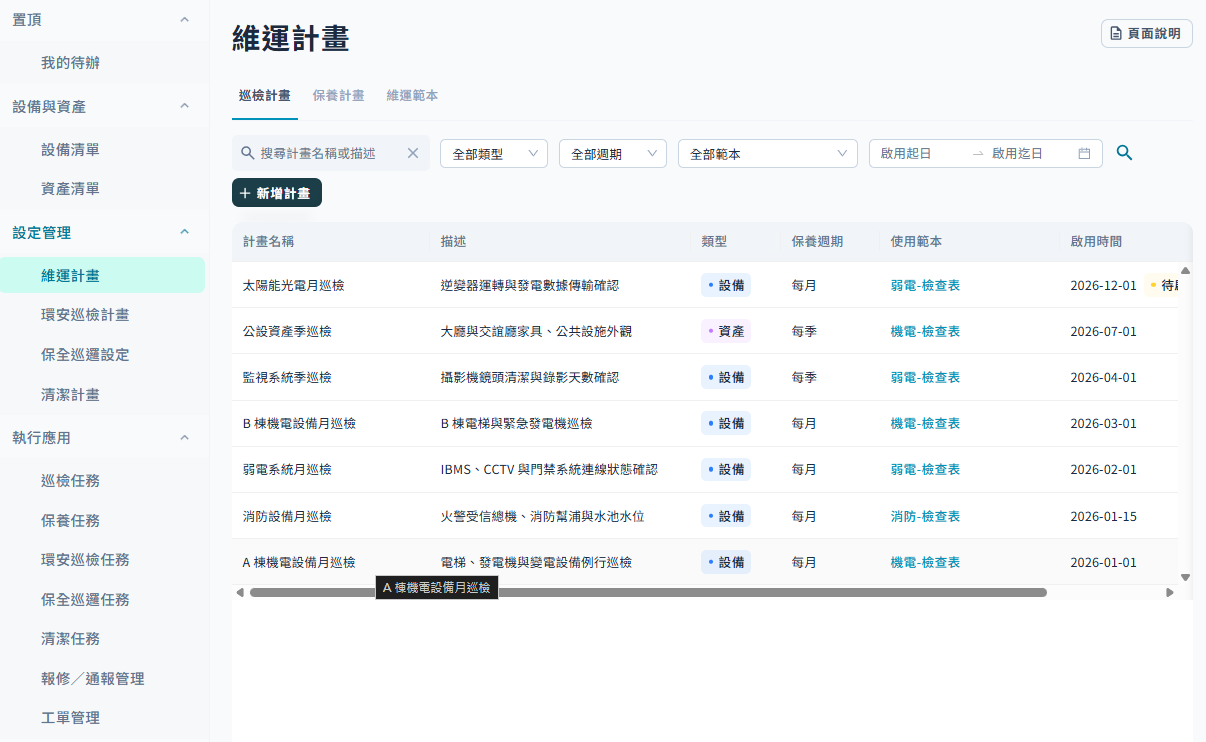 置頂
我的待辦
設備與資產
設備清單
資產清單
設定管理
維運計畫
環安巡檢計畫
保全巡邏設定
清潔計畫
執行應用
巡檢任務
保養任務
環安巡檢任務
保全巡邏任務
清潔任務
報修／通報管理
工單管理
維運計畫
頁面說明
巡檢計畫 保養計畫 維運範本
搜尋計畫名稱或描述 全部類型 全部週期 全部範本 啟用起日 → 啟用迄日
+ 新增計畫
計畫名稱 描述 類型 保養週期 使用範本 啟用時間
太陽能光電月巡檢 逆變器運轉與發電數據傳輸確認 設備 每月 弱電-檢查表 2026-12-01 待
公設資產季巡檢 大廳與交誼廳家具、公共設施外觀 資產 每季 機電-檢查表 2026-07-01
監視系統季巡檢 攝影機鏡頭清潔與錄影天數確認 設備 每季 弱電-檢查表 2026-04-01
B 棟機電設備月巡檢 B 棟電梯與緊急發電機巡檢 設備 每月 機電-檢查表 2026-03-01
弱電系統月巡檢 IBMS、CCTV 與門禁系統連線狀態確認 設備 每月 弱電-檢查表 2026-02-01
消防設備月巡檢 火警受信總機、消防幫浦與水池水位 設備 每月 消防-檢查表 2026-01-15
A 棟機電設備月巡檢 電梯、發電機與變電設備例行巡檢 設備 每月 機電-檢查表 2026-01-01
A 棟機電設備月巡檢